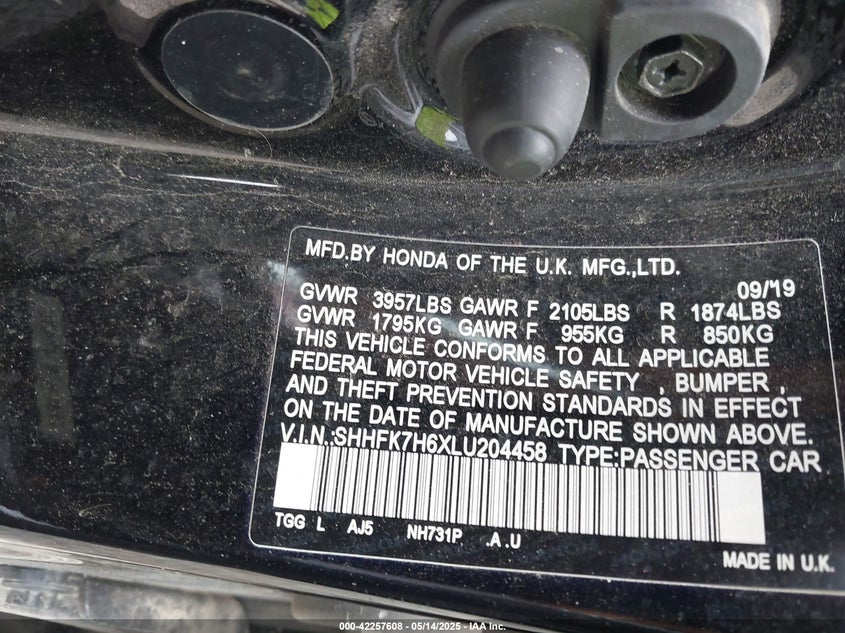 MFD.BY HONDA OF THE U.K. MFG.,LTD.
09/19
GVWR 3957LBS GAWR F 2105LBS R 1874LBS
GVWR 1795KG GAWR F 955KG R 850KG
THIS VEHICLE CONFORMS TO ALL APPLICABLE
FEDERAL MOTOR VEHICLE SAFETY , BUMPER ,
AND THEFT PREVENTION STANDARDS IN EFFECT
ON THE DATE OF MANUFACTURE SHOWN ABOVE.
V.I.N.:SHHFK7H6XLU204458 TYPE:PASSENGER CAR
TGG L AJ5 NH731P .A .U
MADE IN U.K.
000-42257608 - 05/14/2025 - IAA Inc.